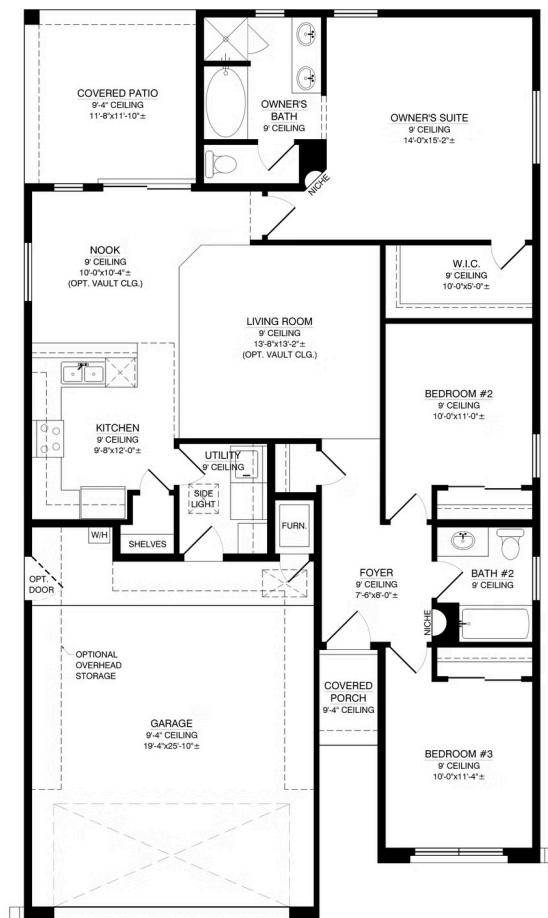 COVERED PATIO
9'-4" CEILING
11'-8"x11'-10"±
OWNER'S
BATH
9' CEILING
OWNER'S SUITE
9' CEILING
14'-0"x15'-2"±
NICHE
NOOK
9' CEILING
10'-0"x10'-4"±
(OPT. VAULT CLG.)
W.I.C.
9' CEILING
10'-0"x5'-0"±
LIVING ROOM
9' CEILING
13'-8"x13'-2"±
(OPT. VAULT CLG.)
BEDROOM #2
9' CEILING
10'-0"x11'-0"±
KITCHEN
9' CEILING
9'-8"x12'-0"±
UTILITY
9' CEILING
SIDE
LIGHT
FURN.
W/H
SHELVES
OPT.
DOOR
FOYER
9' CEILING
7'-6"x8'-0"±
BATH #2
9' CEILING
NICHE
OPTIONAL
OVERHEAD
STORAGE
COVERED
PORCH
9'-4" CEILING
GARAGE
9'-4" CEILING
19'-4"x25'-10"±
BEDROOM #3
9' CEILING
10'-0"x11'-4"±